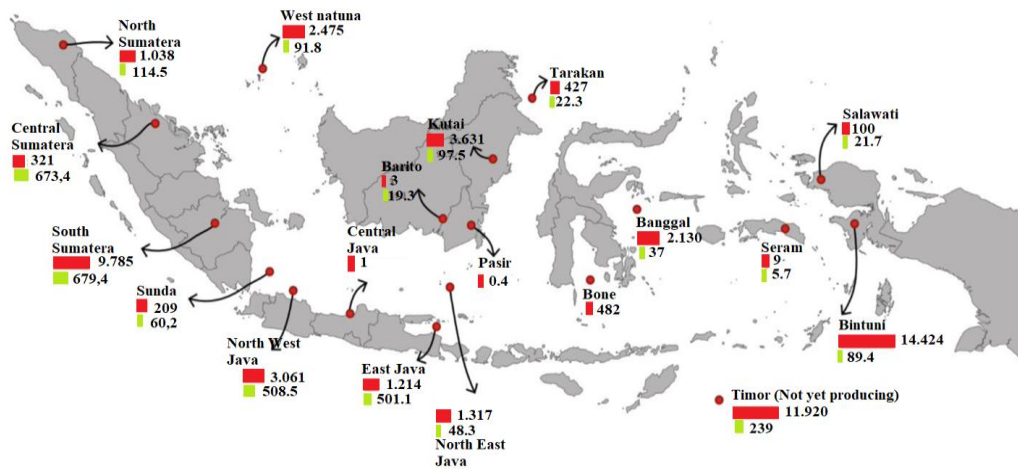 North
Sumatera
1.038
114.5
West natuna
2.475
91.8
Tarakan
427
22.3
Salawati
100
21.7
Central
Sumatera
321
673,4
Kutai
3.631
97.5
Barito
3
19.3
South
Sumatera
9.785
679,4
Sunda
209
60,2
Central
Java
1
Pasir
0.4
Banggal
2.130
37
Bone
482
Seram
9
5.7
Bintuni
14.424
89.4
North West
Java
3.061
508.5
East Java
1.214
501.1
1.317
48.3
North East
Java
Timor (Not yet producing)
11.920
239